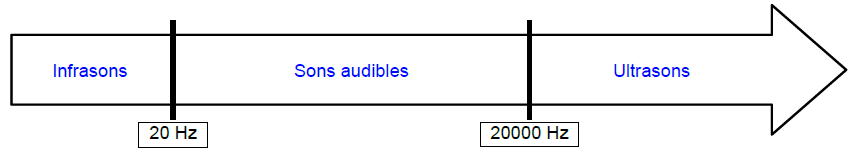 Infrasons Sons audibles Ultrasons
20 Hz 20000 Hz